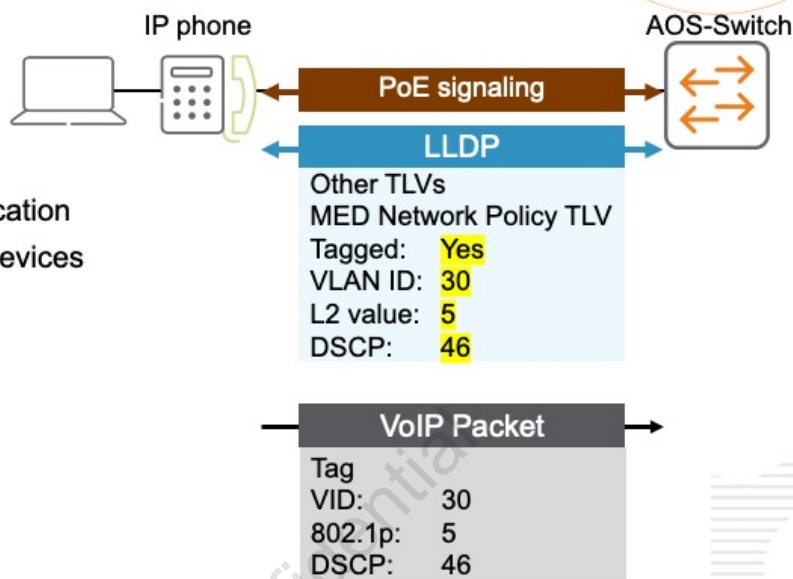 IP phone
AOS-Switch
PoE signaling
LLDP
Other TLVs
MED Network Policy TLV
Tagged: Yes
VLAN ID: 30
L2 value: 5
DSCP: 46
evices
VoIP Packet
Tag
VID: 30
802.1p: 5
DSCP: 46